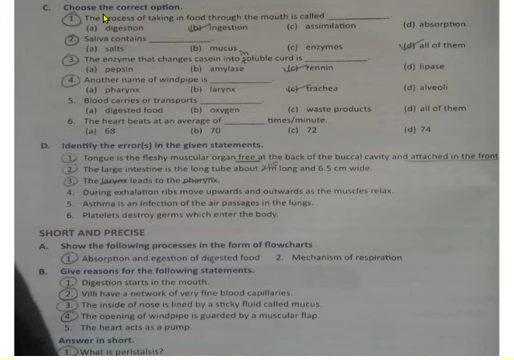 C. Choose the correct option.
1. The process of taking in food through the mouth is called ____________.
(a) digestion (b) ingestion (c) assimilation (d) absorption
2. Saliva contains ____________.
(a) salts (b) mucus (c) enzymes (d) all of them
3. The enzyme that changes casein into soluble curd is ____________.
(a) pepsin (b) amylase (c) rennin (d) lipase
4. Another name of windpipe is ____________.
(a) pharynx (b) larynx (c) trachea (d) alveoli
5. Blood carries or transports ____________.
(a) digested food (b) oxygen (c) waste products (d) all of them
6. The heart beats at an average of ________ times/minute.
(a) 68 (b) 70 (c) 72 (d) 74
D. Identify the error(s) in the given statements.
1. Tongue is the fleshy muscular organ free at the back of the buccal cavity and attached in the front
2. The large intestine is the long tube about long and 6.5 cm wide.
3. The larynx leads to the pharynx.
4. During exhalation ribs move upwards and outwards as the muscles relax.
5. Asthma is an infection of the air passages in the lungs.
6. Platelets destroy germs which enter the body.
SHORT AND PRECISE
A. Show the following processes in the form of flowcharts
1. Absorption and egestion of digested food 2. Mechanism of respiration
B. Give reasons for the following statements.
1. Digestion starts in the mouth.
2. Villi have a network of very fine blood capillaries.
3. The inside of nose is lined by a sticky fluid called mucus.
4. The opening of windpipe is guarded by a muscular flap.
5. The heart acts as a pump.
Answer in short.
1. What is peristalsis?